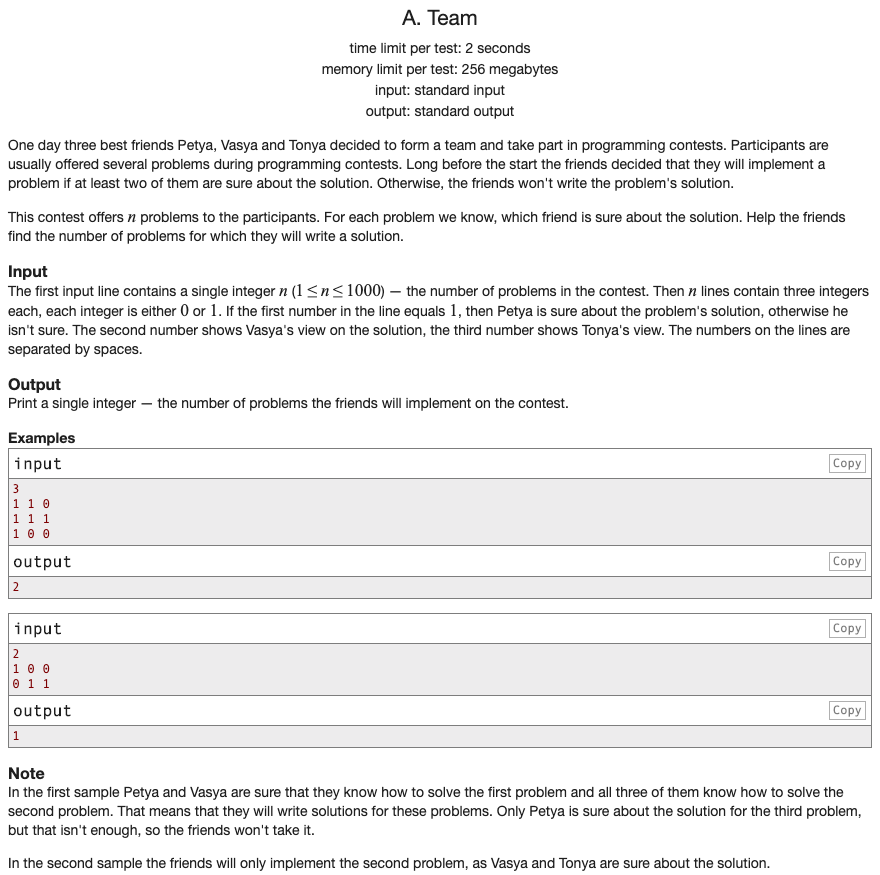 A. Team
time limit per test: 2 seconds
memory limit per test: 256 megabytes
input: standard input
output: standard output
One day three best friends Petya, Vasya and Tonya decided to form a team and take part in programming contests. Participants are
usually offered several problems during programming contests. Long before the start the friends decided that they will implement a
problem if at least two of them are sure about the solution. Otherwise, the friends won't write the problem's solution.
This contest offers n problems to the participants. For each problem we know, which friend is sure about the solution. Help the friends
find the number of problems for which they will write a solution.
Input
The first input line contains a single integer n (1 ≤ n ≤ 1000) — the number of problems in the contest. Then n lines contain three integers
each, each integer is either 0 or 1. If the first number in the line equals 1, then Petya is sure about the problem's solution, otherwise he
isn't sure. The second number shows Vasya's view on the solution, the third number shows Tonya's view. The numbers on the lines are
separated by spaces.
Output
Print a single integer — the number of problems the friends will implement on the contest.
Examples
input Copy
3
1 1 0
1 1 1
1 0 0
output Copy
2
input Copy
2
1 0 0
0 1 1
output Copy
1
Note
In the first sample Petya and Vasya are sure that they know how to solve the first problem and all three of them know how to solve the
second problem. That means that they will write solutions for these problems. Only Petya is sure about the solution for the third problem,
but that isn't enough, so the friends won't take it.
In the second sample the friends will only implement the second problem, as Vasya and Tonya are sure about the solution.